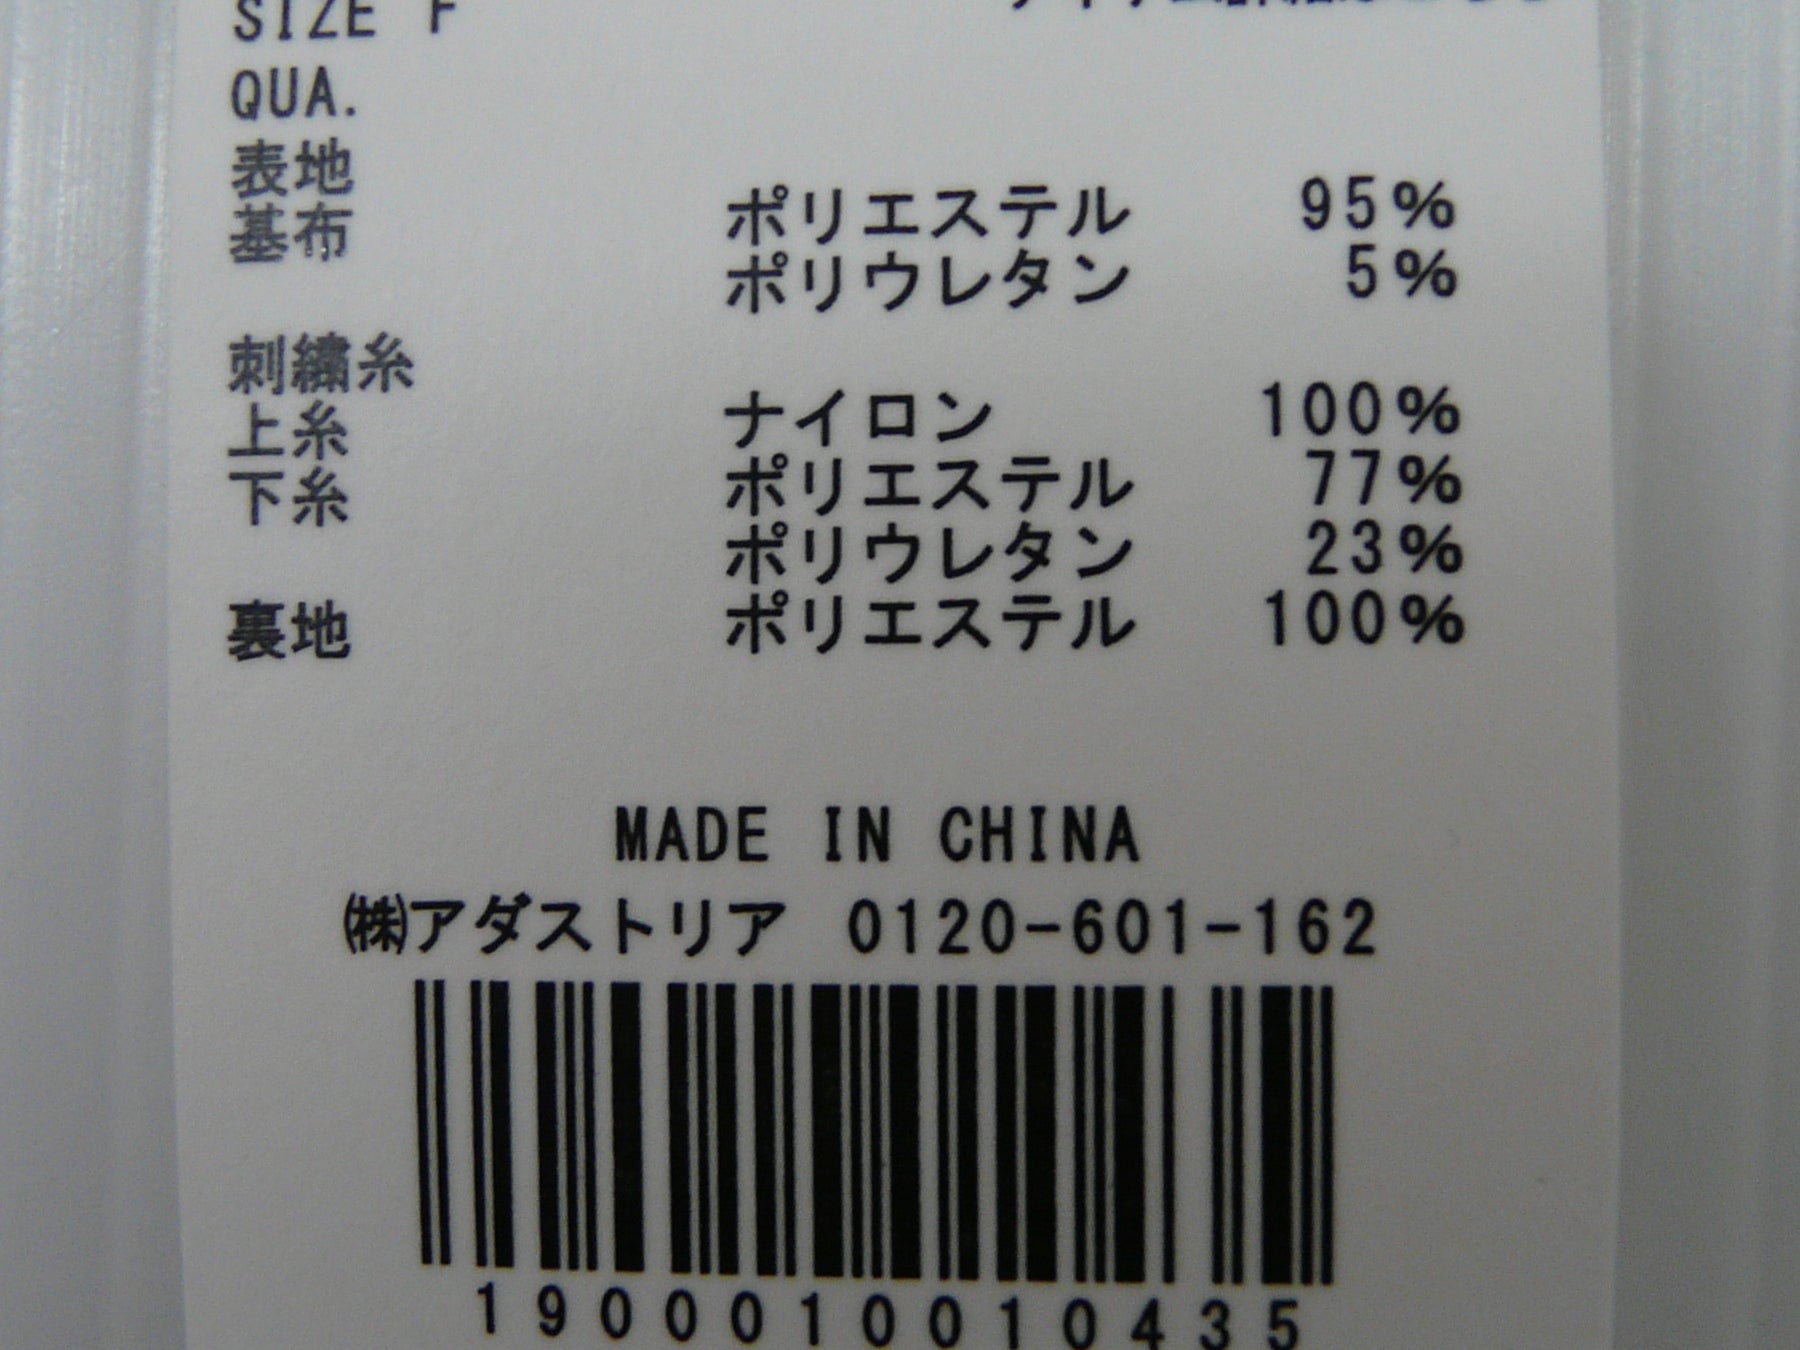 SIZE F
QUA.
表地
基布 ポリエステル 95%
ポリウレタン 5%
刺繍糸
上糸 ナイロン 100%
下糸 ポリエステル 77%
ポリウレタン 23%
裏地 ポリエステル 100%
MADE IN CHINA
㈱アダストリア 0120-601-162
1900010010435